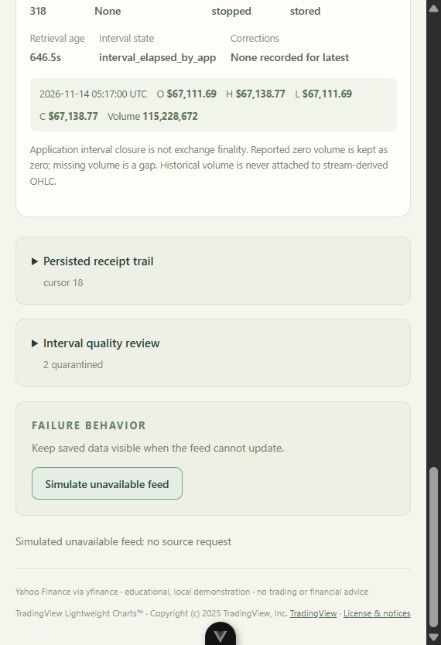 318 None stopped stored
Retrieval age Interval state Corrections
646.5s interval_elapsed_by_app None recorded for latest
2026-11-14 05:17:00 UTC O $67,111.69 H $67,138.77 L $67,111.69
C $67,138.77 Volume 115,228,672
Application interval closure is not exchange finality. Reported zero volume is kept as
zero; missing volume is a gap. Historical volume is never attached to stream-derived
OHLC.
Persisted receipt trail
cursor 18
Interval quality review
2 quarantined
FAILURE BEHAVIOR
Keep saved data visible when the feed cannot update.
Simulate unavailable feed
Simulated unavailable feed; no source request
Yahoo Finance via yfinance · educational, local demonstration · no trading or financial advice
TradingView Lightweight Charts™ · Copyright (c) 2025 TradingView, Inc. TradingView · License & notices